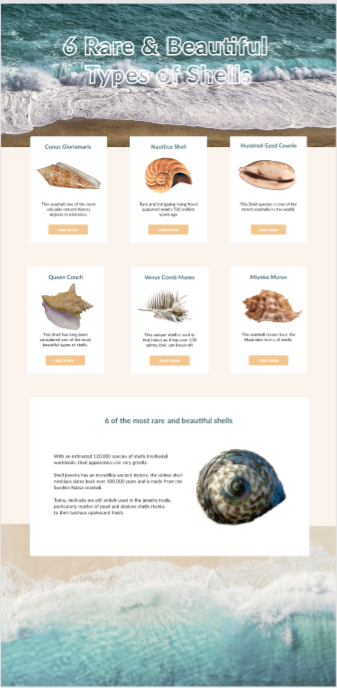 6 Rare & Beautiful
Types of Shells
Conus Gloriamaris
This seashell one of the most
valuable natural history
objects in existence.
read more
Nautilus Shell
Rare and intriguing living fossil
appeared nearly 500 million
years ago
read more
Hundred-Eyed Cowrie
This Shell species is one of the
rarest seashells in the world.
read more
Queen Conch
This Shell has long been
considered one of the most
beautiful types of shells
read more
Venus Comb Murex
This unique shell is hard to
find intact as it has over 100
spines that can break off
read more
Miyoko Murex
This seashell comes from the
Muricidae family of shells.
read more
6 of the most rare and beautiful shells
With an estimated 120,000 species of shells (mollusks)
worldwide, their appearance can vary greatly.
Shell jewelry has an incredibly ancient history, the oldest shell
necklace dates back over 100,000 years and is made from the
Swollen Nassa seashell.
Today, mollusks are still widely used in the jewelry trade,
particularly mother of pearl and abalone shells thanks
to their lustrous opalescent finish